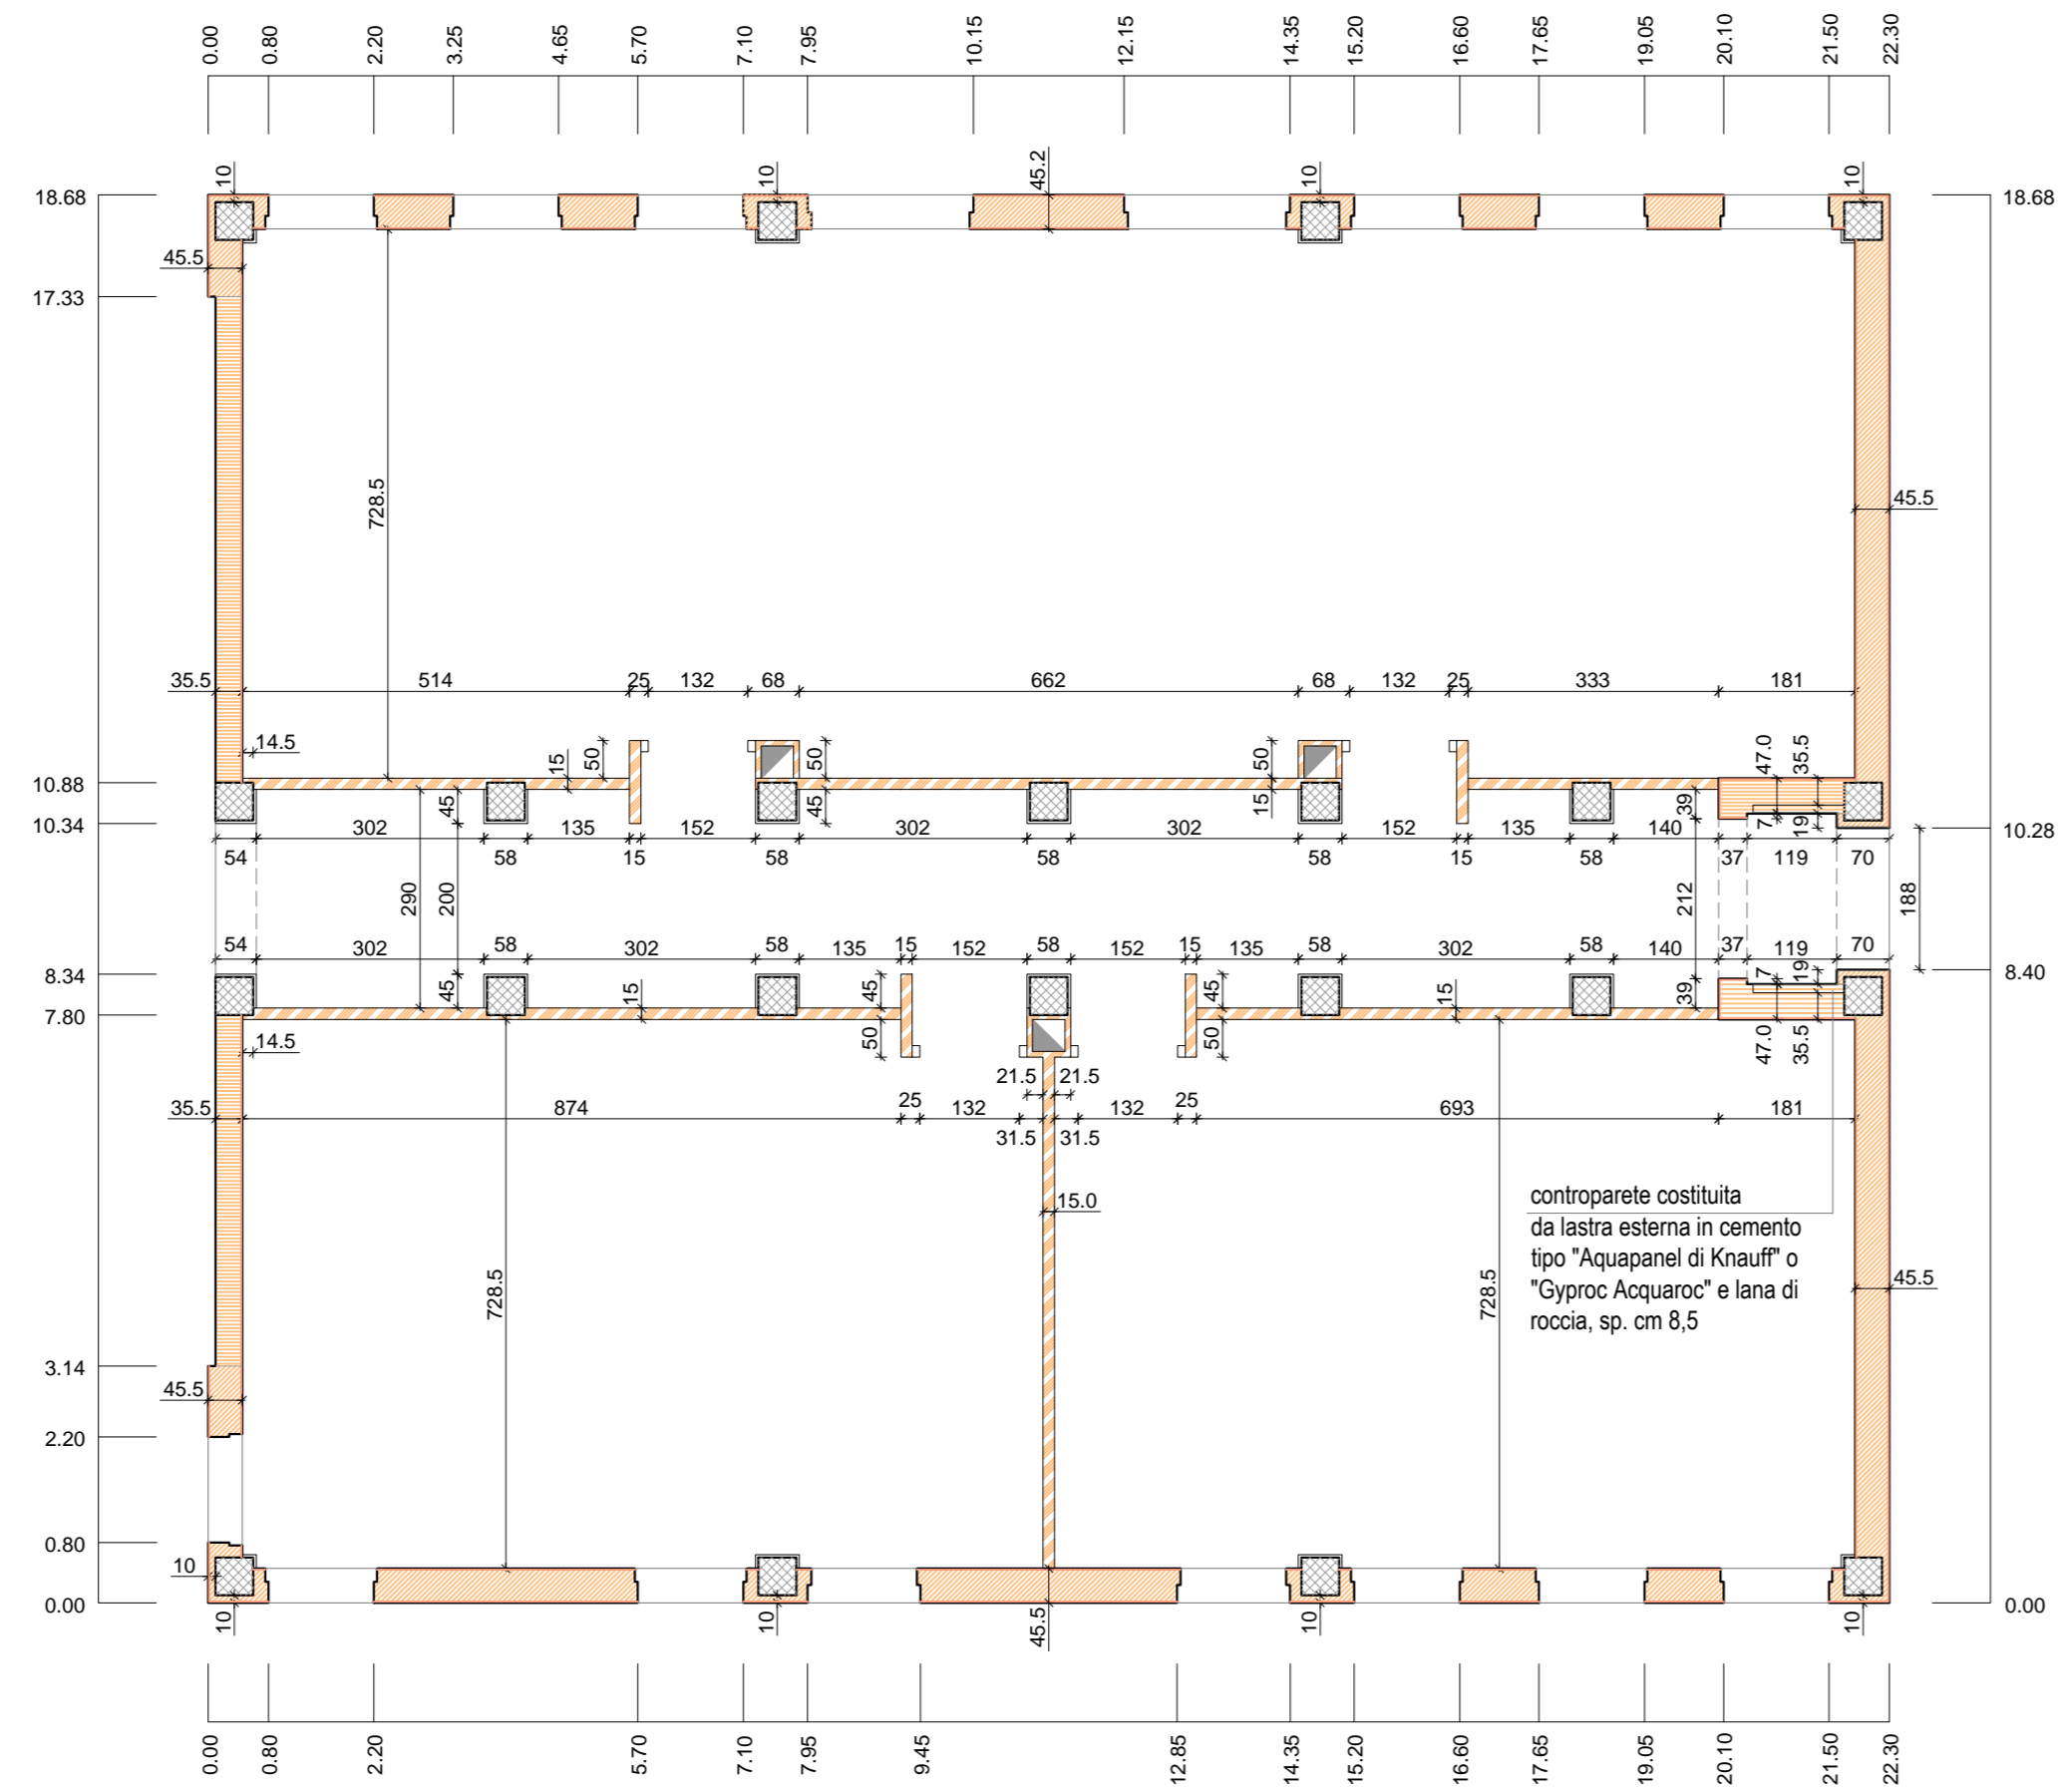 0.00 0.80 2.20 3.25 4.65 5.70 7.10 7.95 10.15 12.15 14.35 15.20 16.60 17.65 19.05 20.10 21.50 22.30
10 10 45.2 10 10
18.68 18.68
45.5
17.33
728.5 45.5
35.5 514 25 132 68 662 68 132 25 333 181
14.5 15 50 50 50 47.0 35.5
10.88 45 45 15 39
10.34 302 135 152 302 302 152 135 140 7 19 10.28
54 58 15 58 58 58 15 58 37 119 70
290 200 212 188
54 302 58 302 58 135 15 152 58 152 15 135 58 302 58 140 37 119 70
8.34 45 15 45 45 15 39 7 19 8.40
7.80
14.5 50 50 47.0 35.5
21.5 21.5
35.5 874 25 132 132 25 693 181
31.5 31.5
15.0
controparete costituita
da lastra esterna in cemento
tipo "Aquapanel di Knauff" o
"Gyproc Acquaroc" e lana di
roccia, sp. cm 8,5
728.5 728.5 45.5
3.14
45.5
2.20
0.80
10
0.00 0.00
10 10 45.5 10 10
0.00 0.80 2.20 5.70 7.10 7.95 9.45 12.85 14.35 15.20 16.60 17.65 19.05 20.10 21.50 22.30